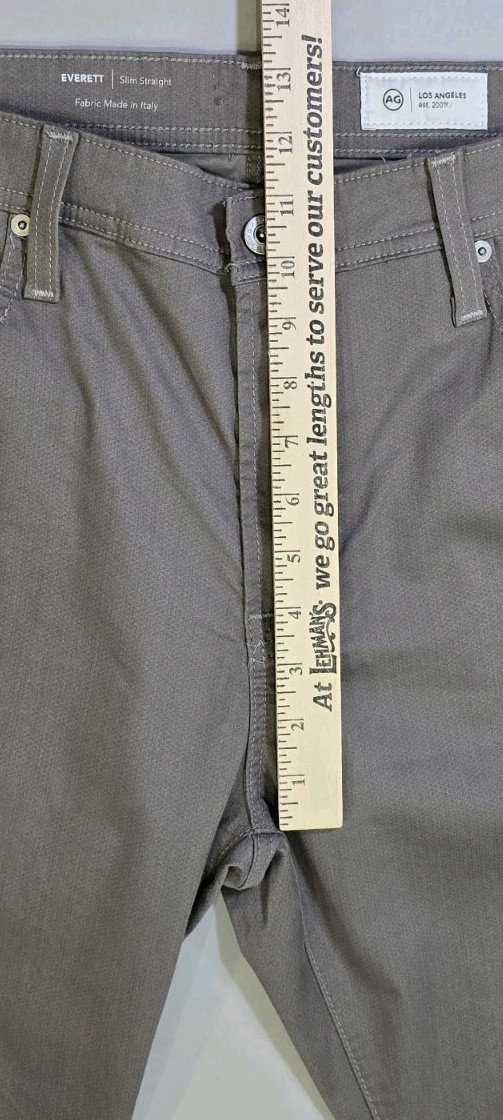 EVERETT | Slim Straight
Fabric Made in Italy
AG | LOS ANGELES
est. 2009
14
13
12
11
10
9
8
7
6
5
4
3
2
1
At LEHMAN'S we go great lengths to serve our customers!